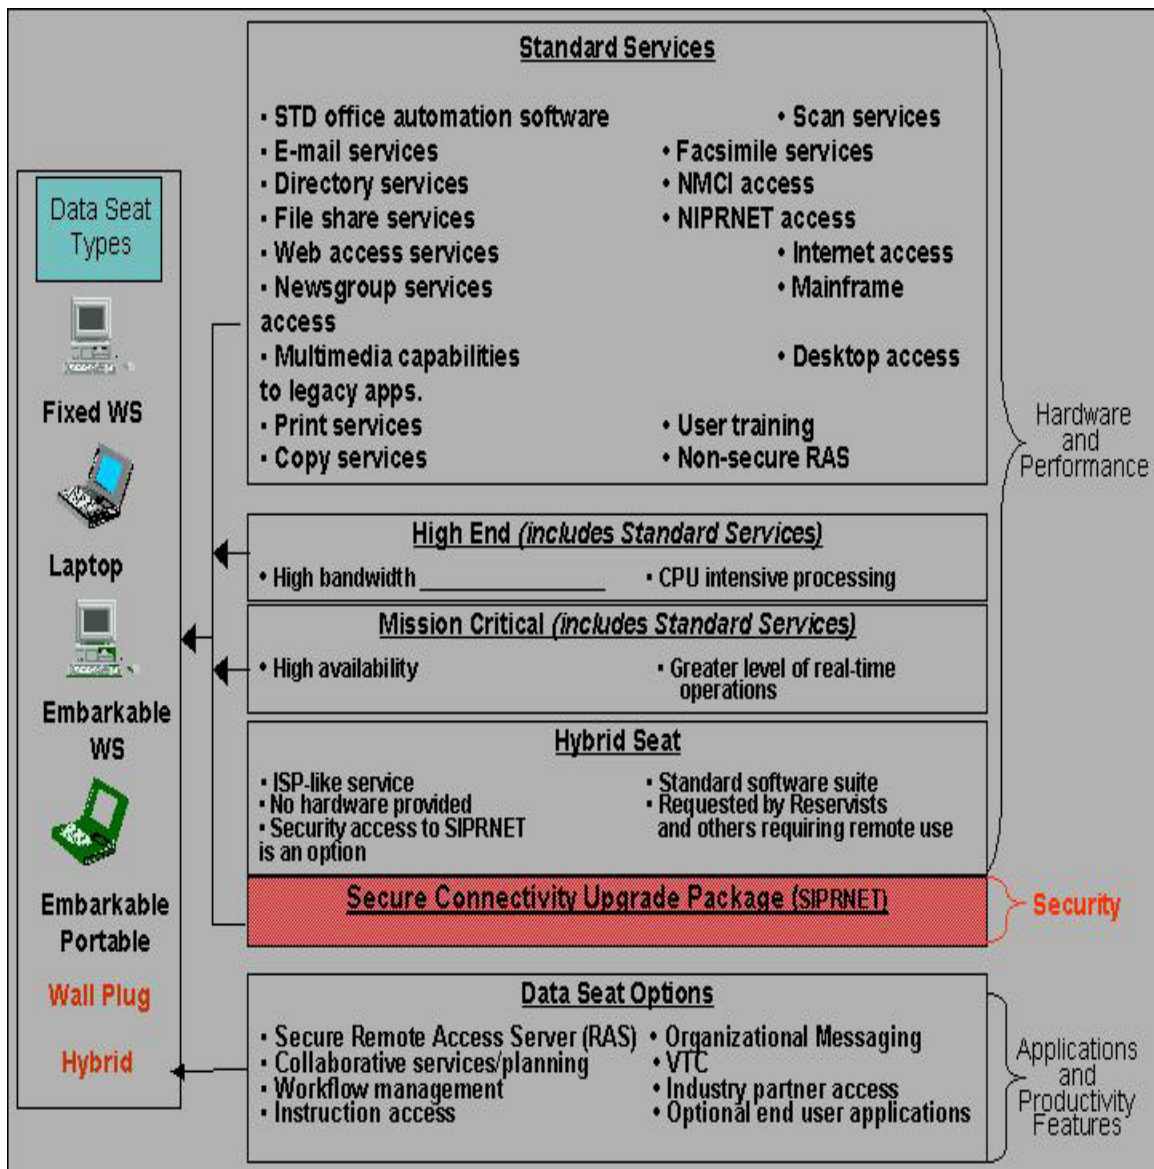 Data Seat
Types
Fixed WS
Laptop
Embarkable
WS
Embarkable
Portable
Wall Plug
Hybrid
Standard Services
· STD office automation software • Scan services
· E-mail services • Facsimile services
· Directory services • NMCI access
· File share services • NIPRNET access
· Web access services • Internet access
· Newsgroup services • Mainframe
access
· Multimedia capabilities • Desktop access
to legacy apps.
· Print services • User training
· Copy services • Non-secure RAS
High End (includes Standard Services)
• High bandwidth • CPU intensive processing
Mission Critical (includes Standard Services)
• High availability • Greater level of real-time
operations
Hybrid Seat
· ISP-like service • Standard software suite
· No hardware provided • Requested by Reservists
· Security access to SIPRNET and others requiring remote use
is an option
Secure Connectivity Upgrade Package (SIPRNET)
Data Seat Options
· Secure Remote Access Server (RAS) • Organizational Messaging
· Collaborative services/planning • VTC
· Workflow management • Industry partner access
· Instruction access • Optional end user applications
Hardware
and
Performance
Security
Applications
and
Productivity
Features